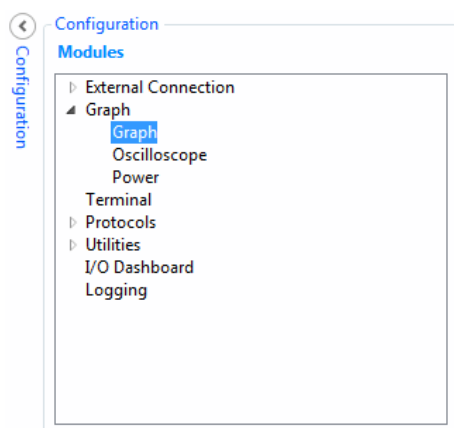 Configuration
Configuration
Modules
External Connection
Graph
Graph
Oscilloscope
Power
Terminal
Protocols
Utilities
I/O Dashboard
Logging